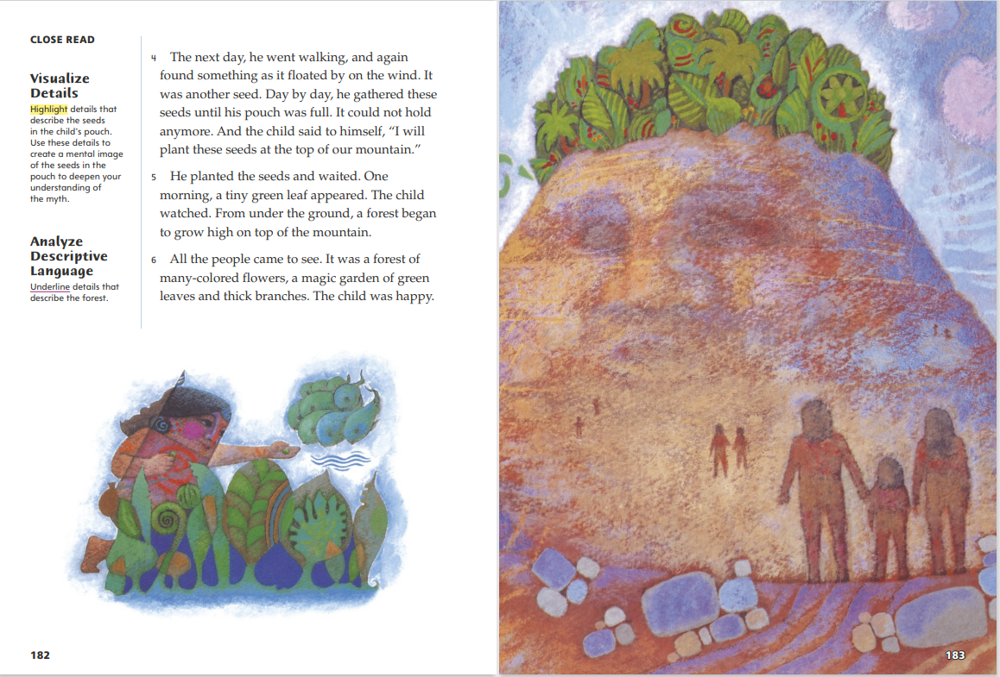 CLOSE READ
Visualize
Details
Highlight details that
describe the seeds
in the child's pouch.
Use these details to
create a mental image
of the seeds in the
pouch to deepen your
understanding of
the myth.
Analyze
Descriptive
Language
Underline details that
describe the forest.
4 The next day, he went walking, and again
found something as it floated by on the wind. It
was another seed. Day by day, he gathered these
seeds until his pouch was full. It could not hold
anymore. And the child said to himself, “I will
plant these seeds at the top of our mountain.”
5 He planted the seeds and waited. One
morning, a tiny green leaf appeared. The child
watched. From under the ground, a forest began
to grow high on top of the mountain.
6 All the people came to see. It was a forest of
many-colored flowers, a magic garden of green
leaves and thick branches. The child was happy.
182
183